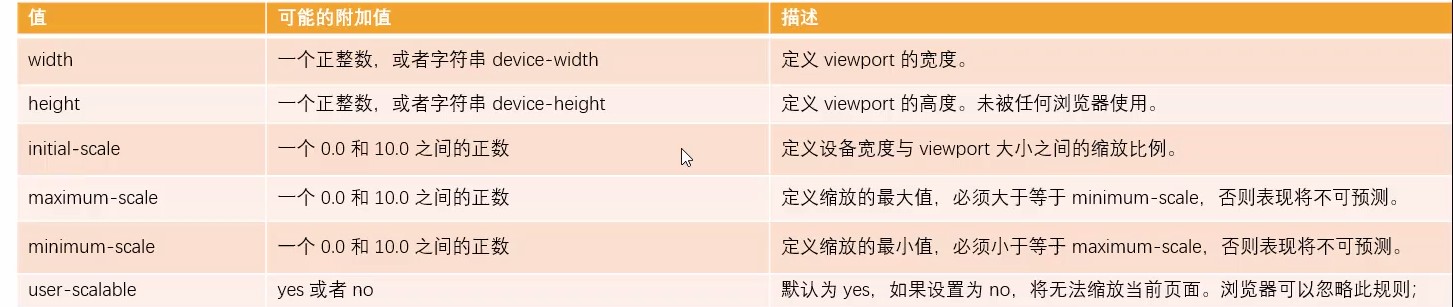 值 可能的附加值 描述
width 一个正整数，或者字符串 device-width 定义 viewport 的宽度。
height 一个正整数，或者字符串 device-height 定义 viewport 的高度。未被任何浏览器使用。
initial-scale 一个 0.0 和 10.0 之间的正数 定义设备宽度与 viewport 大小之间的缩放比例。
maximum-scale 一个 0.0 和 10.0 之间的正数 定义缩放的最大值，必须大于等于 minimum-scale，否则表现将不可预测。
minimum-scale 一个 0.0 和 10.0 之间的正数 定义缩放的最小值，必须小于等于 maximum-scale，否则表现将不可预测。
user-scalable yes 或者 no 默认为 yes，如果设置为 no，将无法缩放当前页面。浏览器可以忽略此规则；